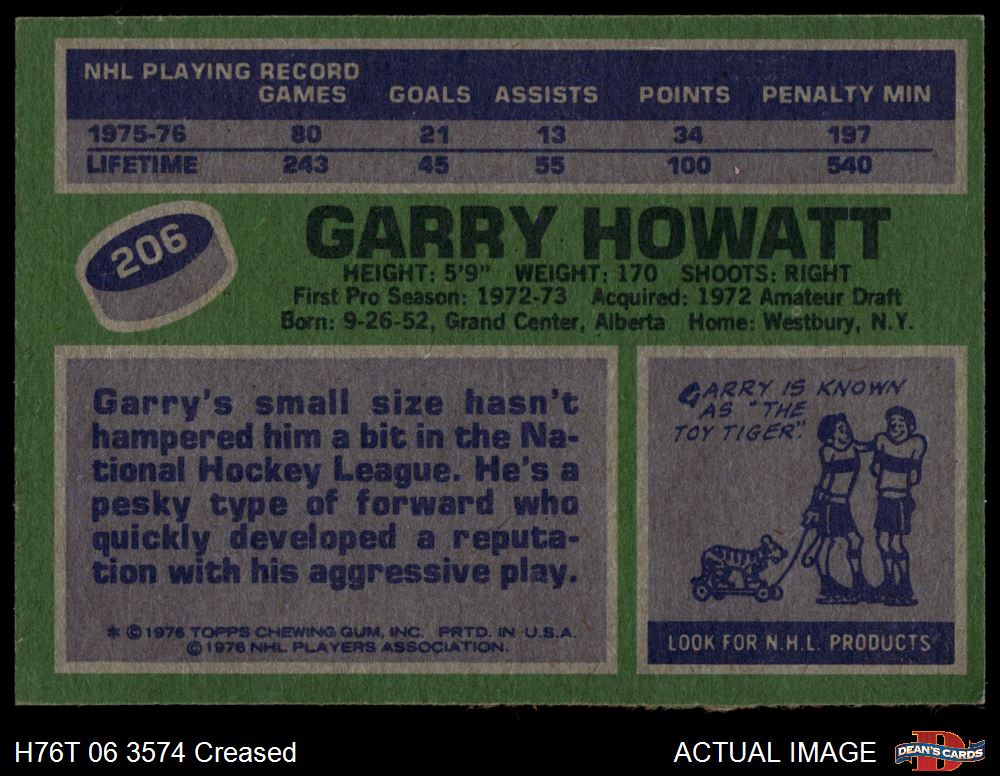 NHL PLAYING RECORD
GAMES GOALS ASSISTS POINTS PENALTY MIN
1975-76 80 21 13 34 197
LIFETIME 243 45 55 100 540
206
GARRY HOWATT
HEIGHT: 5'9" WEIGHT: 170 SHOOTS: RIGHT
First Pro Season: 1972-73 Acquired: 1972 Amateur Draft
Born: 9-26-52, Grand Center, Alberta Home: Westbury, N.Y.
Garry's small size hasn't
hampered him a bit in the Na-
tional Hockey League. He's a
pesky type of forward who
quickly developed a reputa-
tion with his aggressive play.
* © 1976 TOPPS CHEWING GUM, INC. PRTD. IN U.S.A.
© 1976 NHL PLAYERS ASSOCIATION.
GARRY IS KNOWN
AS "THE
TOY TIGER".
LOOK FOR N.H.L. PRODUCTS
H76T 06 3574 Creased
ACTUAL IMAGE
D
DEAN'S CARDS